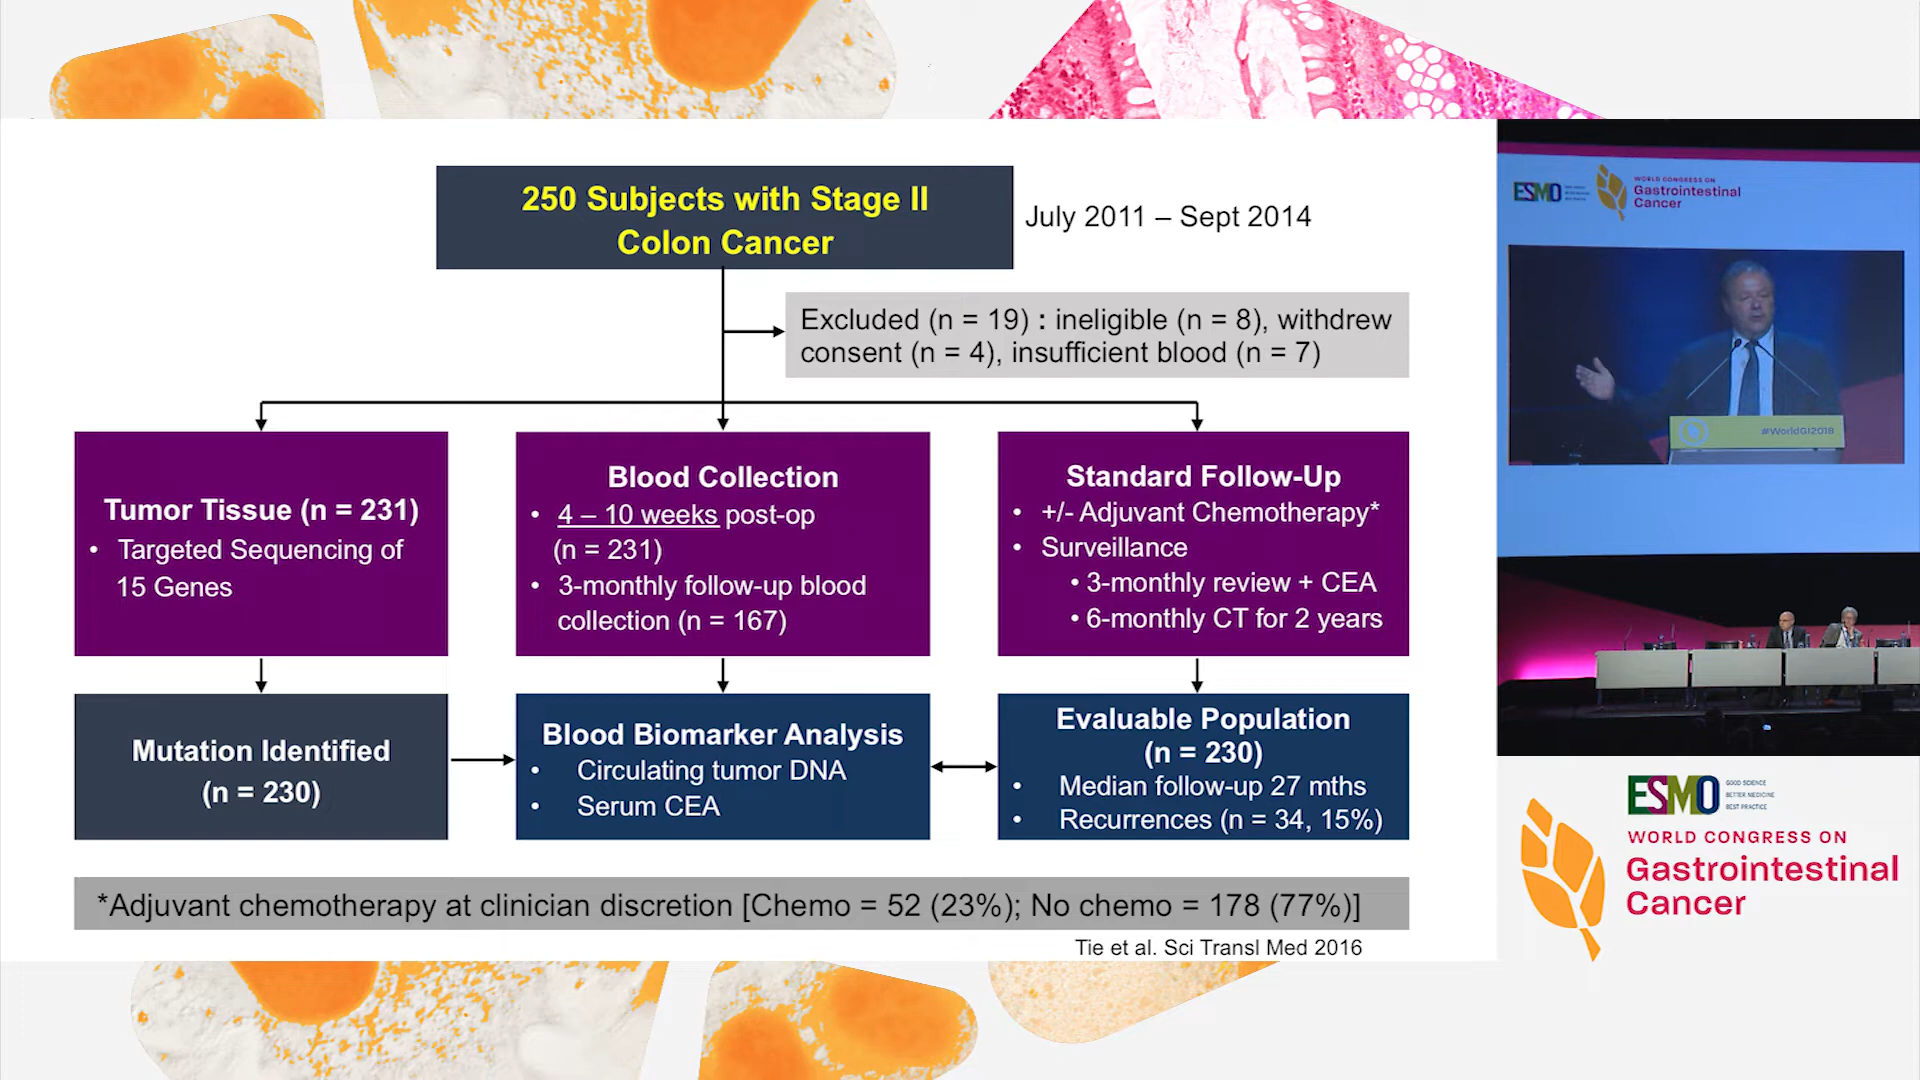 250 Subjects with Stage II
Colon Cancer
July 2011 – Sept 2014
Excluded (n = 19) : ineligible (n = 8), withdrew
consent (n = 4), insufficient blood (n = 7)
Tumor Tissue (n = 231)
• Targeted Sequencing of
15 Genes
Blood Collection
• 4 – 10 weeks post-op
(n = 231)
• 3-monthly follow-up blood
collection (n = 167)
Standard Follow-Up
• +/- Adjuvant Chemotherapy*
• Surveillance
• 3-monthly review + CEA
• 6-monthly CT for 2 years
Mutation Identified
(n = 230)
Blood Biomarker Analysis
• Circulating tumor DNA
• Serum CEA
Evaluable Population
(n = 230)
• Median follow-up 27 mths
• Recurrences (n = 34, 15%)
*Adjuvant chemotherapy at clinician discretion [Chemo = 52 (23%); No chemo = 178 (77%)]
Tie et al. Sci Transl Med 2016
ESMO
WORLD CONGRESS ON
Gastrointestinal
Cancer
#WorldGI2018
ESMO
GOOD SCIENCE
BETTER MEDICINE
BEST PRACTICE
WORLD CONGRESS ON
Gastrointestinal
Cancer